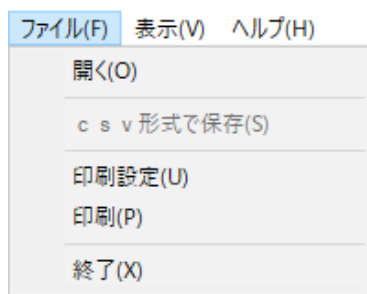 ファイル(F) 表示(V) ヘルプ(H)
開く(O)
ｃｓｖ形式で保存(S)
印刷設定(U)
印刷(P)
終了(X)